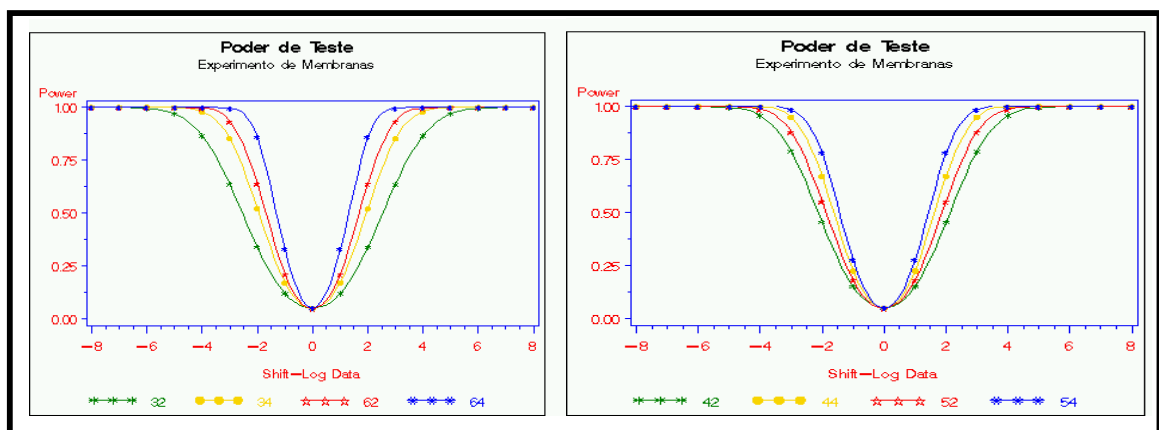 Poder de Teste
Experimento de Membranas
Power
1.00
0.75
0.50
0.25
0.00
−8 −6 −4 −2 0 2 4 6 8
Shift−Log Data
32 34 62 64
Poder de Teste
Experimento de Membranas
Power
1.00
0.75
0.50
0.25
0.00
−8 −6 −4 −2 0 2 4 6 8
Shift−Log Data
42 44 52 54